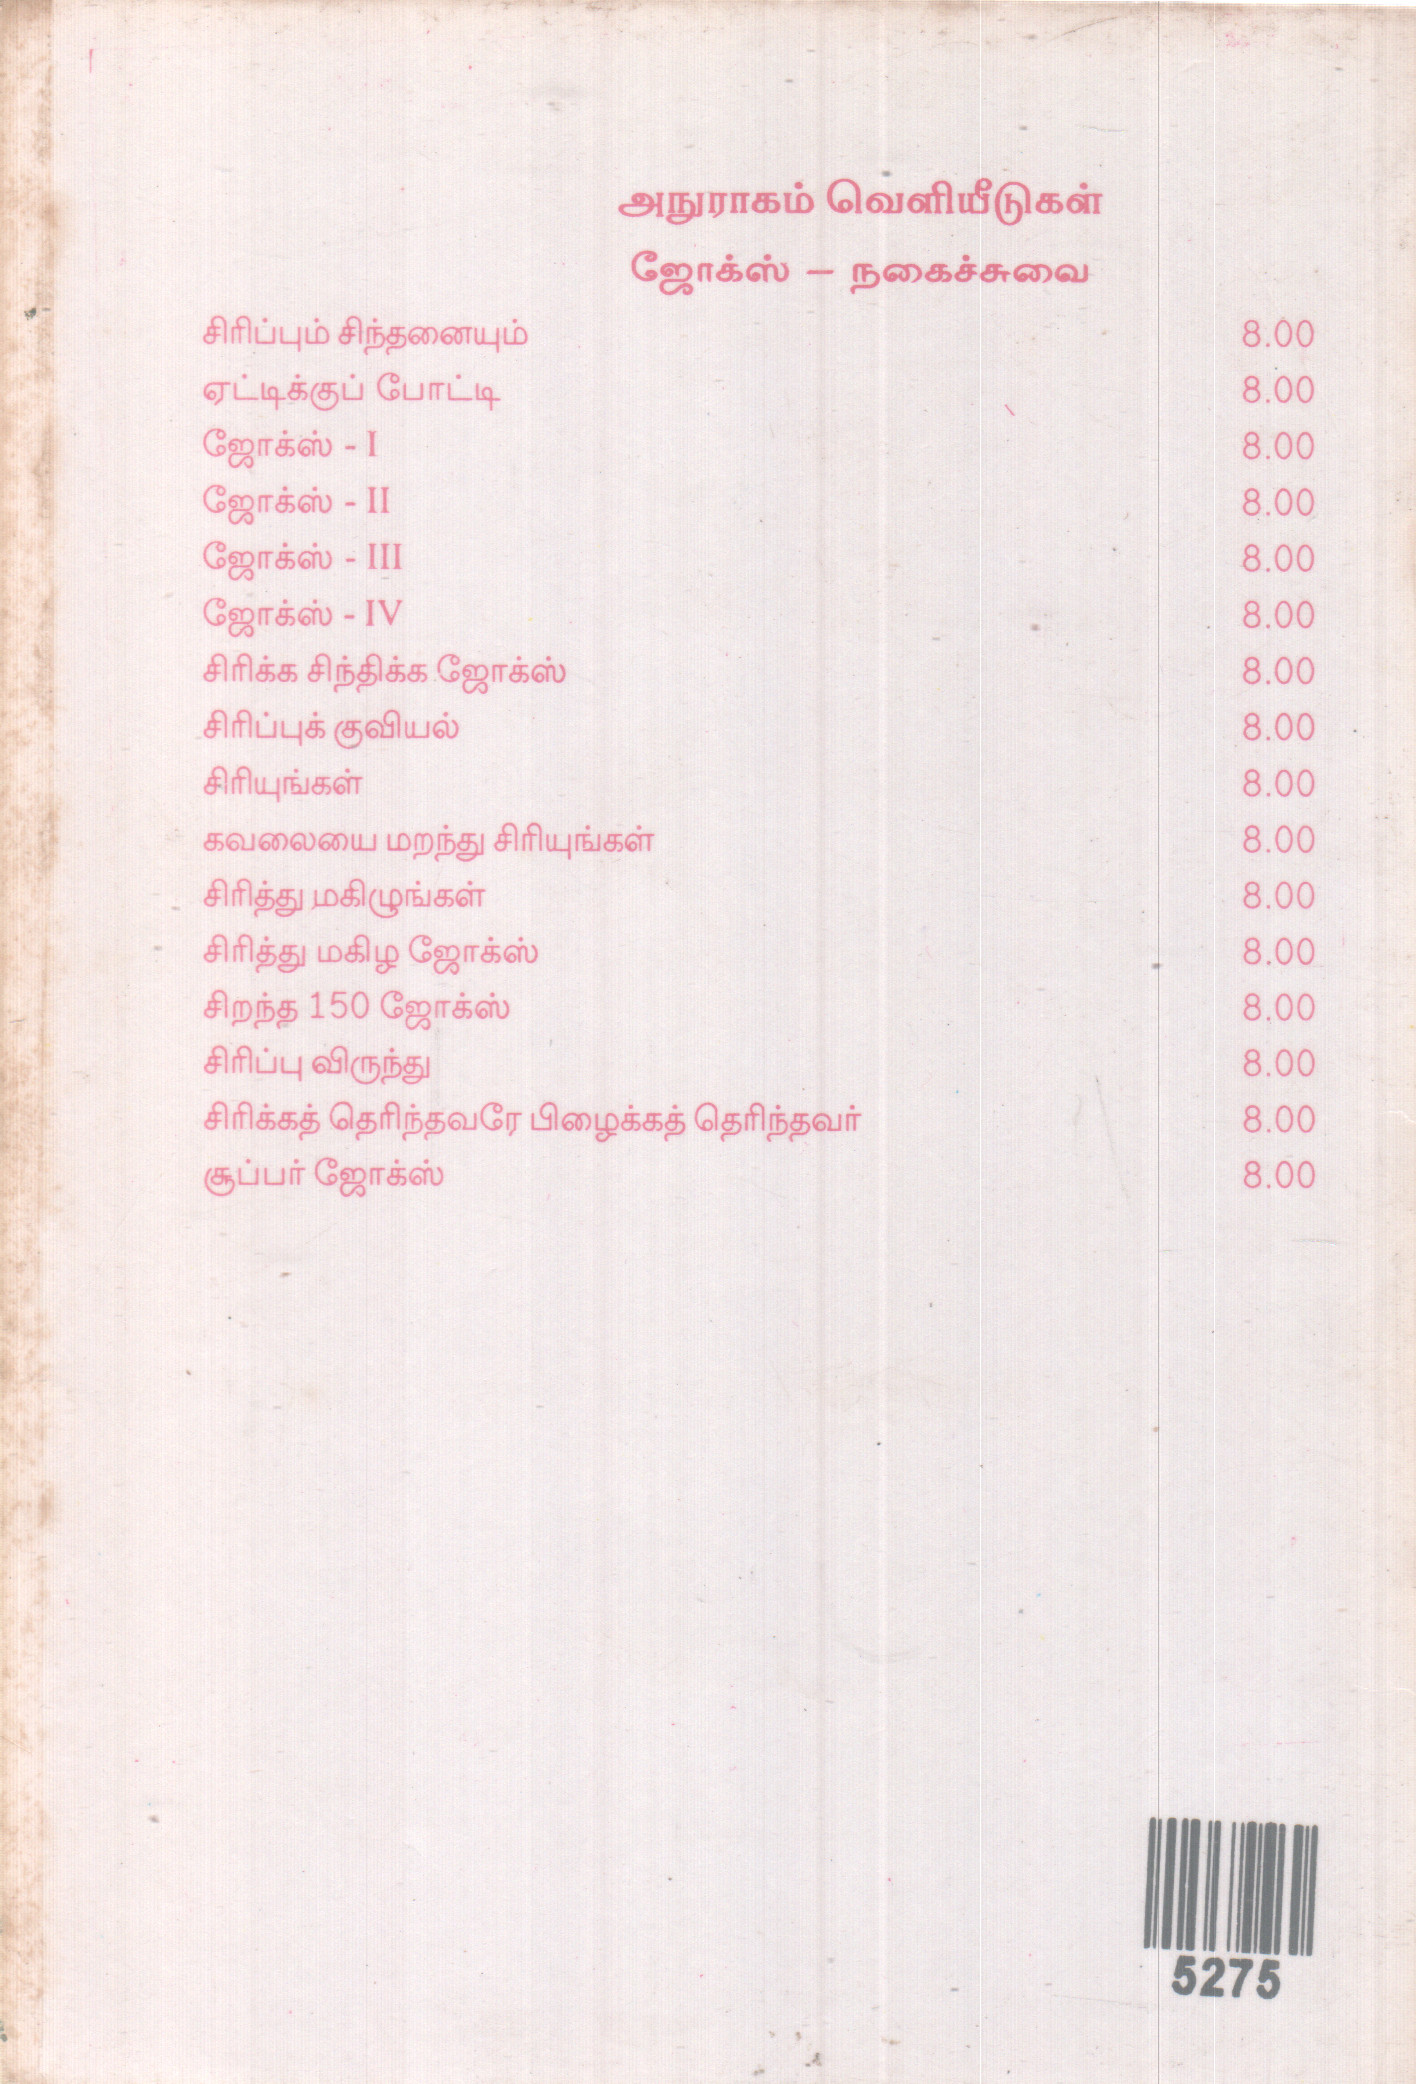 அநுராகம் வெளியீடுகள்
ஜோக்ஸ் – நகைச்சுவை
சிரிப்பும் சிந்தனையும் 8.00
ஏட்டிக்குப் போட்டி 8.00
ஜோக்ஸ் - I 8.00
ஜோக்ஸ் - II 8.00
ஜோக்ஸ் - III 8.00
ஜோக்ஸ் - IV 8.00
சிரிக்க சிந்திக்க ஜோக்ஸ் 8.00
சிரிப்புக் குவியல் 8.00
சிரியுங்கள் 8.00
கவலையை மறந்து சிரியுங்கள் 8.00
சிரித்து மகிழுங்கள் 8.00
சிரித்து மகிழ ஜோக்ஸ் 8.00
சிறந்த 150 ஜோக்ஸ் 8.00
சிரிப்பு விருந்து 8.00
சிரிக்கத் தெரிந்தவரே பிழைக்கத் தெரிந்தவர் 8.00
சூப்பர் ஜோக்ஸ் 8.00
5275